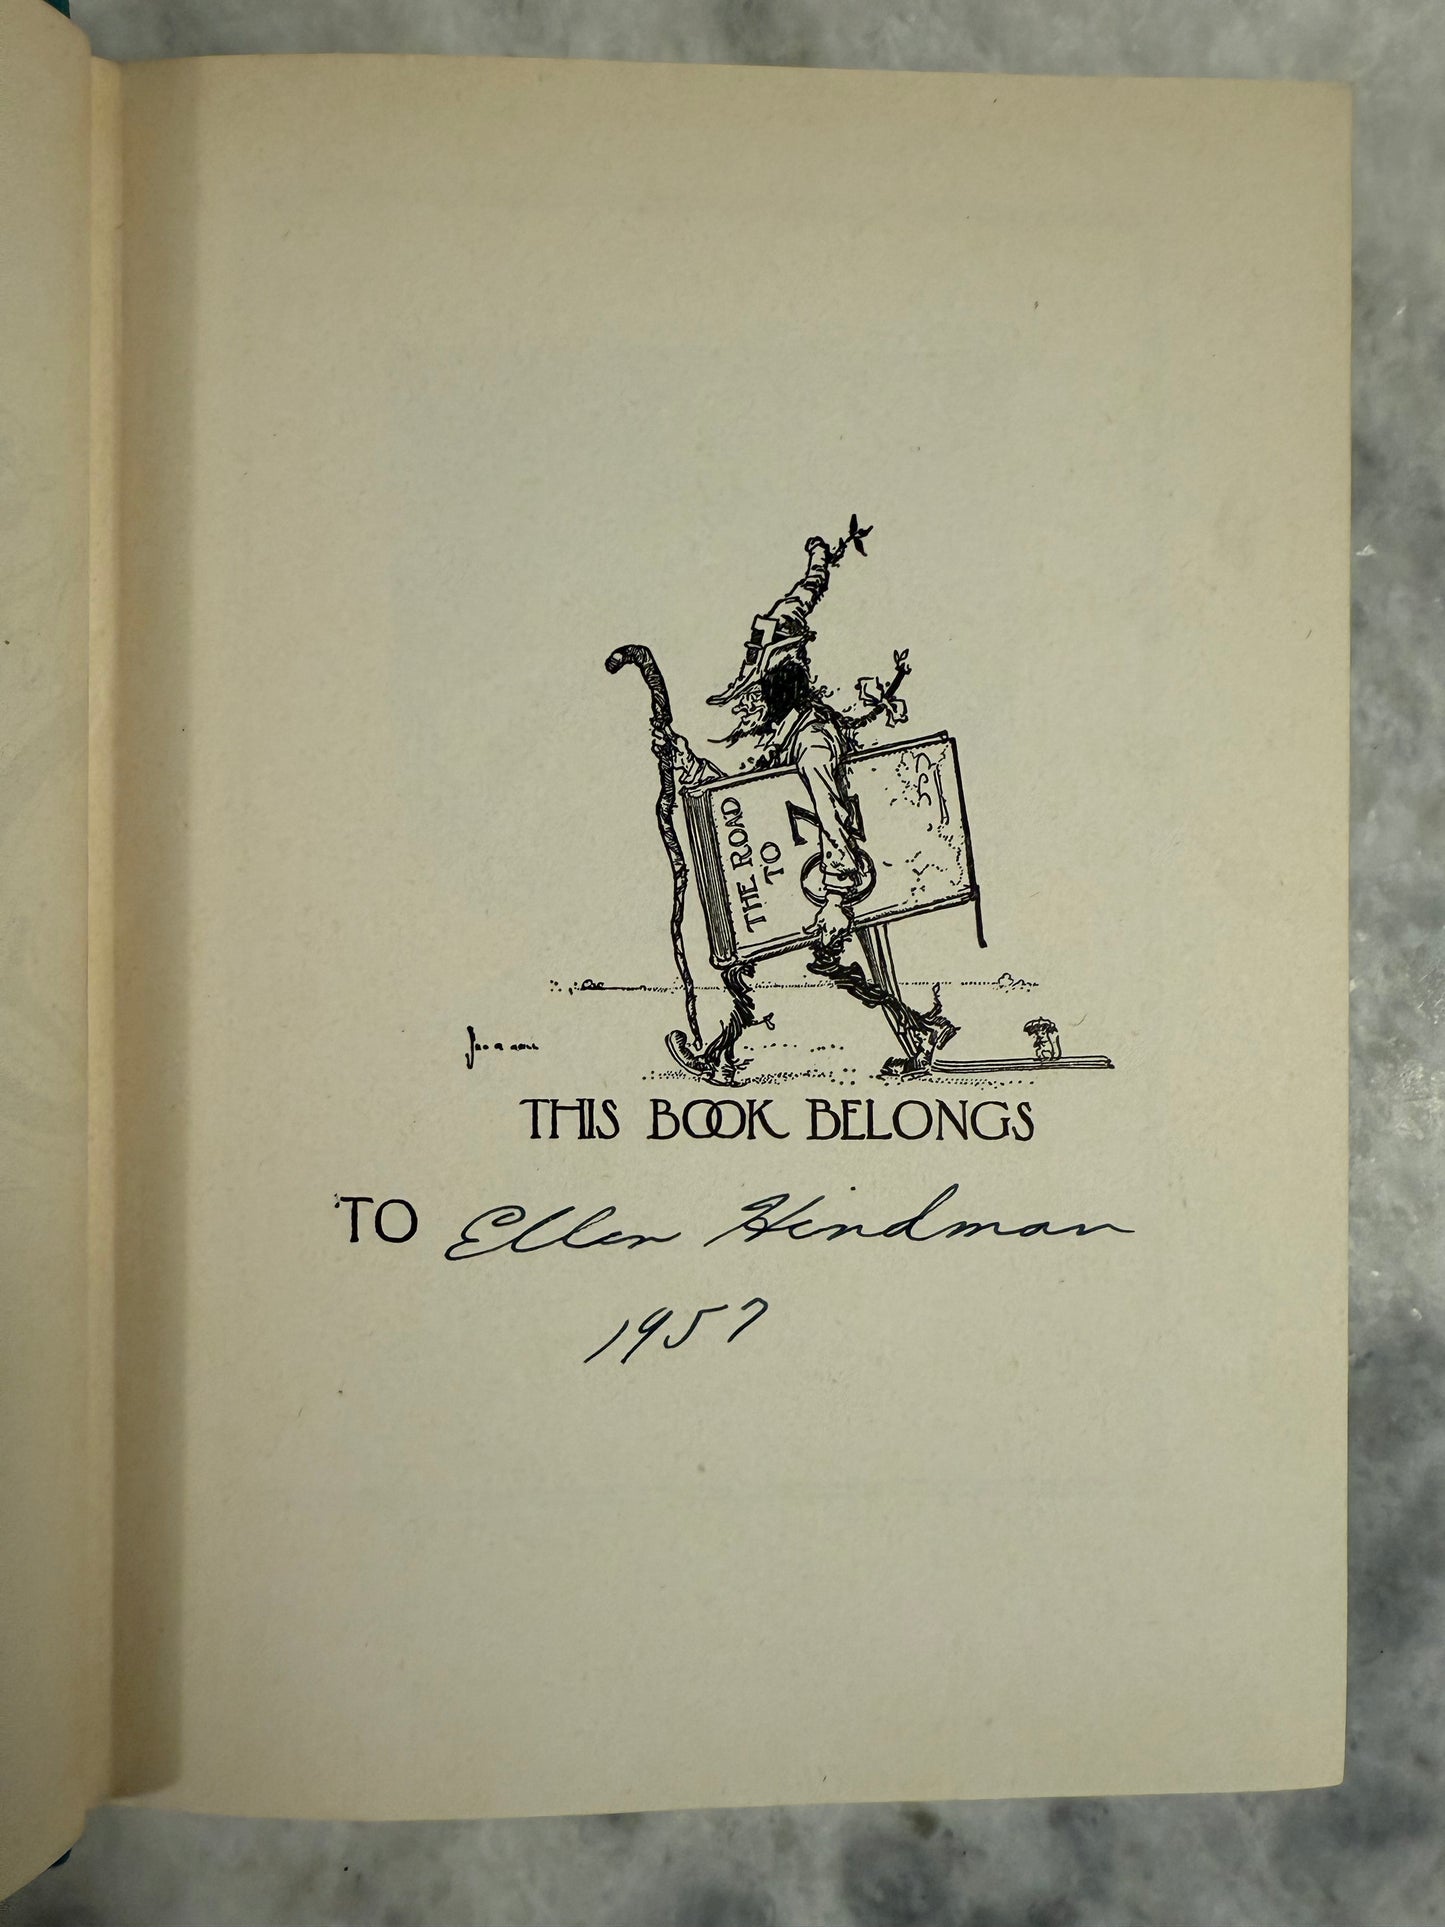 THE ROAD
TO
OZ
THIS BOOK BELONGS
TO Ellen Hindman
1957